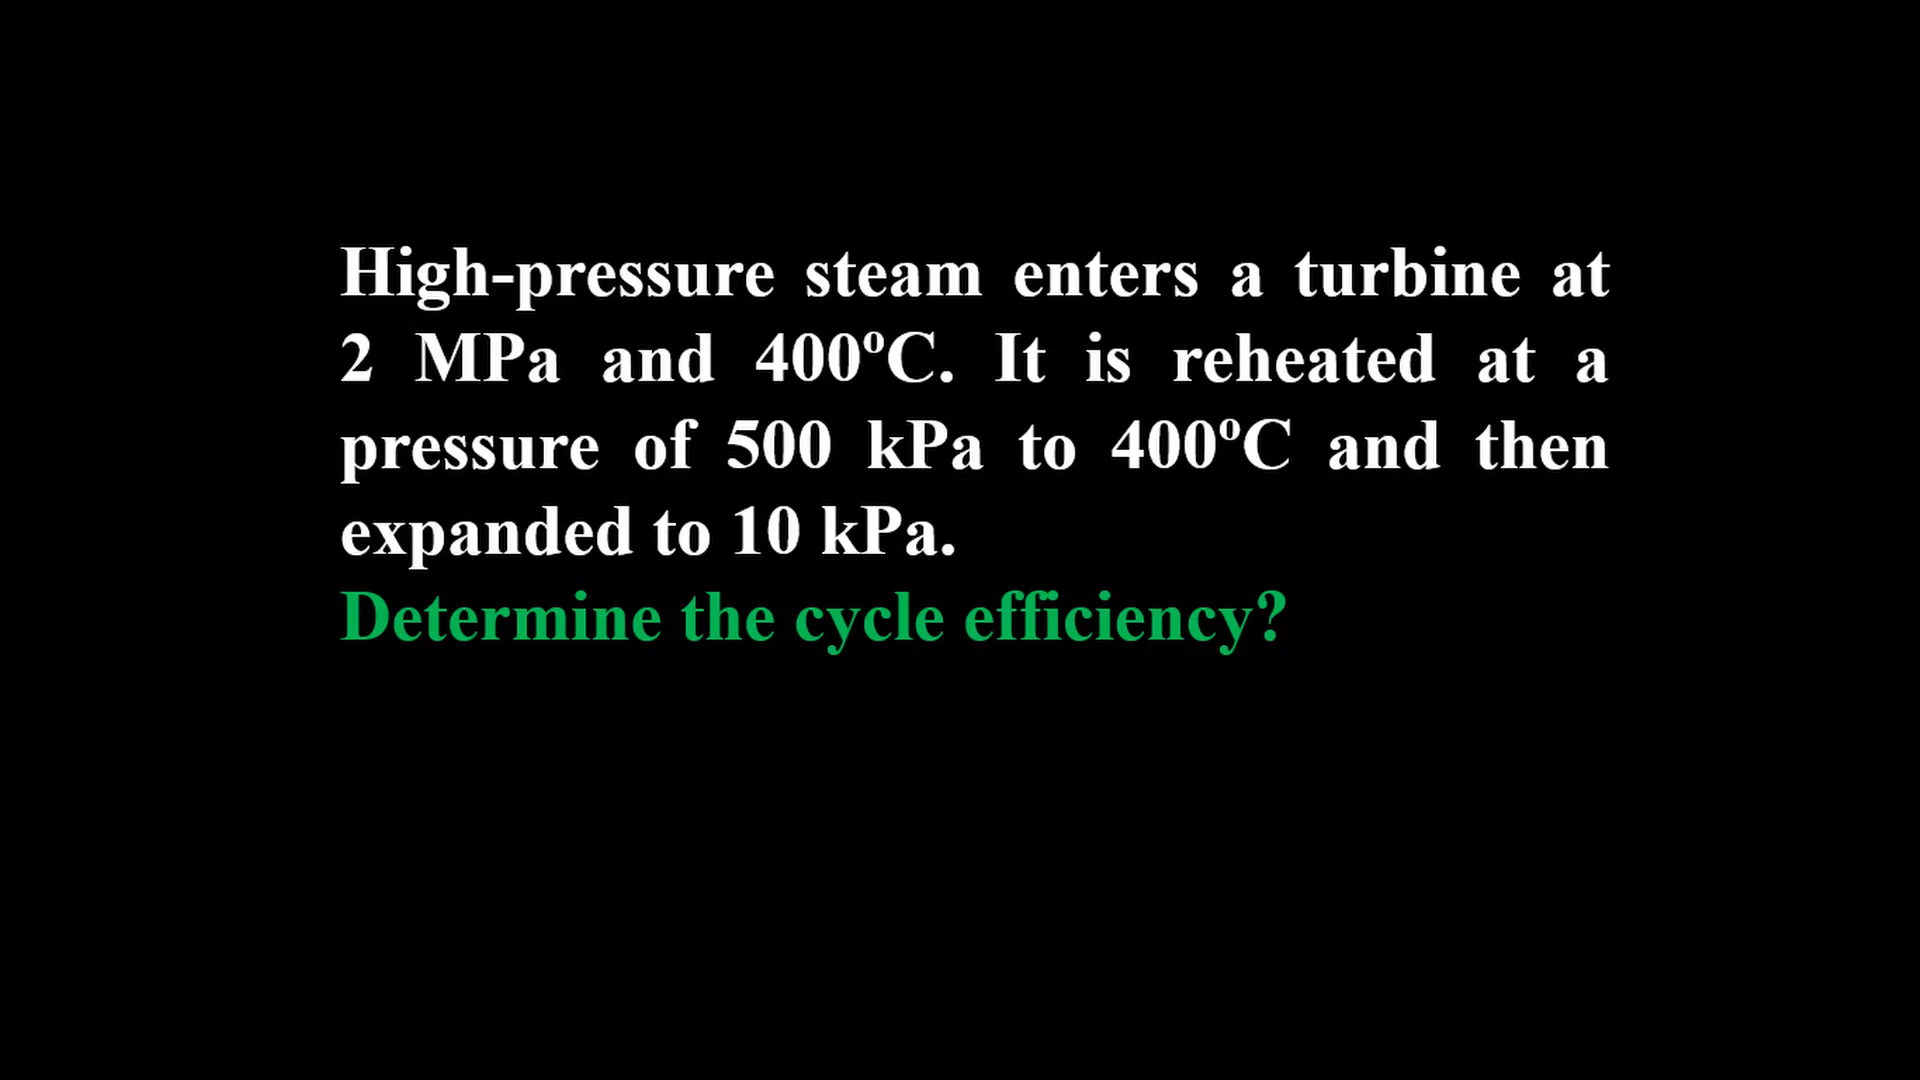 High-pressure steam enters a turbine at
2 MPa and 400ºC. It is reheated at a
pressure of 500 kPa to 400ºC and then
expanded to 10 kPa.
Determine the cycle efficiency?